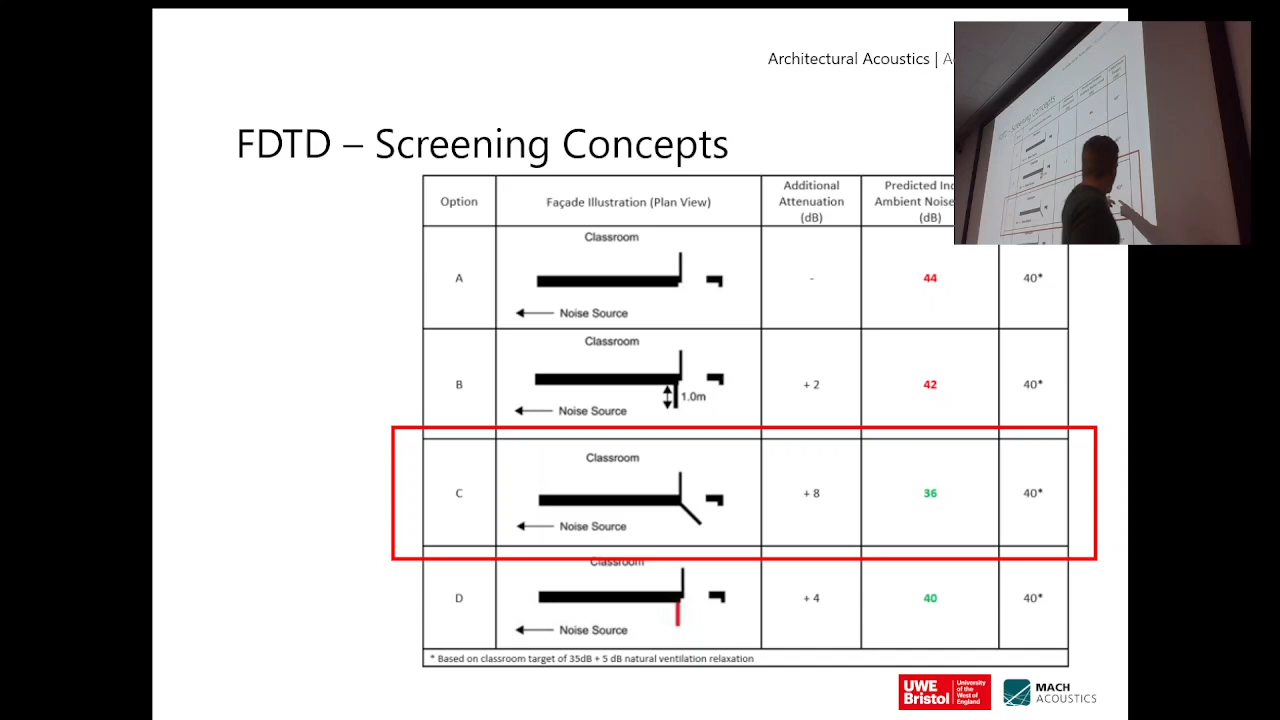 Architectural Acoustics |
FDTD – Screening Concepts
Option
Façade Illustration (Plan View)
Additional
Attenuation
(dB)
Predicted
Ambient Noise
(dB)
Classroom
A
-
44
40*
Noise Source
Classroom
B
1.0m
+ 2
42
40*
Noise Source
Classroom
C
+ 8
36
40*
Noise Source
Classroom
D
+ 4
40
40*
Noise Source
* Based on classroom target of 35dB + 5 dB natural ventilation relaxation
UWE
Bristol
University
of the
West of
England
MACH
ACOUSTICS